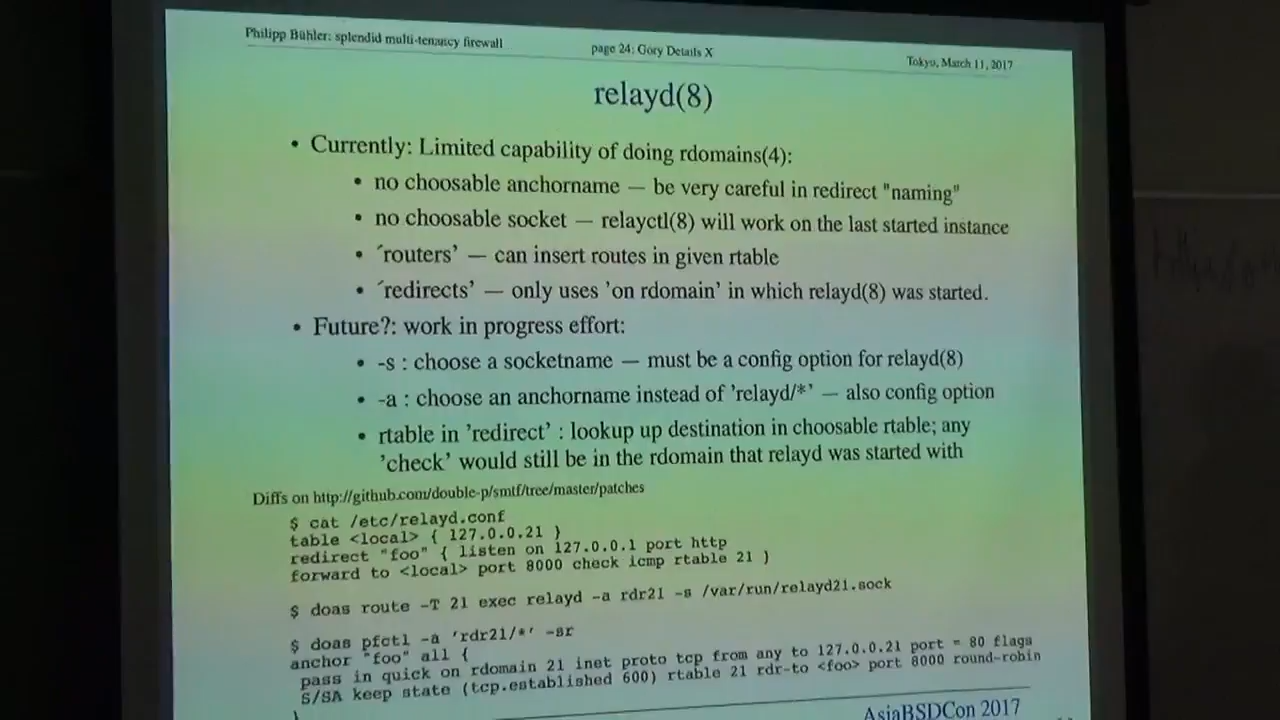 Philipp Bühler: splendid multi-tenancy firewall
page 24: Gory Details X
Tokyo, March 11, 2017
relayd(8)
• Currently: Limited capability of doing rdomains(4):
• no choosable anchorname — be very careful in redirect "naming"
• no choosable socket — relayctl(8) will work on the last started instance
• ´routers' — can insert routes in given rtable
• ´redirects' — only uses 'on rdomain' in which relayd(8) was started.
• Future?: work in progress effort:
• -s : choose a socketname — must be a config option for relayd(8)
• -a : choose an anchorname instead of 'relayd/*' — also config option
• rtable in 'redirect' : lookup up destination in choosable rtable; any
'check' would still be in the rdomain that relayd was started with
Diffs on http://github.com/double-p/smtf/tree/master/patches
$ cat /etc/relayd.conf
table <local> { 127.0.0.21 }
redirect "foo" { listen on 127.0.0.1 port http
forward to <local> port 8000 check icmp rtable 21 }
$ doas route -T 21 exec relayd -a rdr21 -s /var/run/relayd21.sock
$ doas pfctl -a 'rdr21/*' -sr
anchor "foo" all {
pass in quick on rdomain 21 inet proto tcp from any to 127.0.0.21 port = 80 flags
S/SA keep state (tcp.established 600) rtable 21 rdr-to <foo> port 8000 round-robin
}
AsiaBSDCon 2017